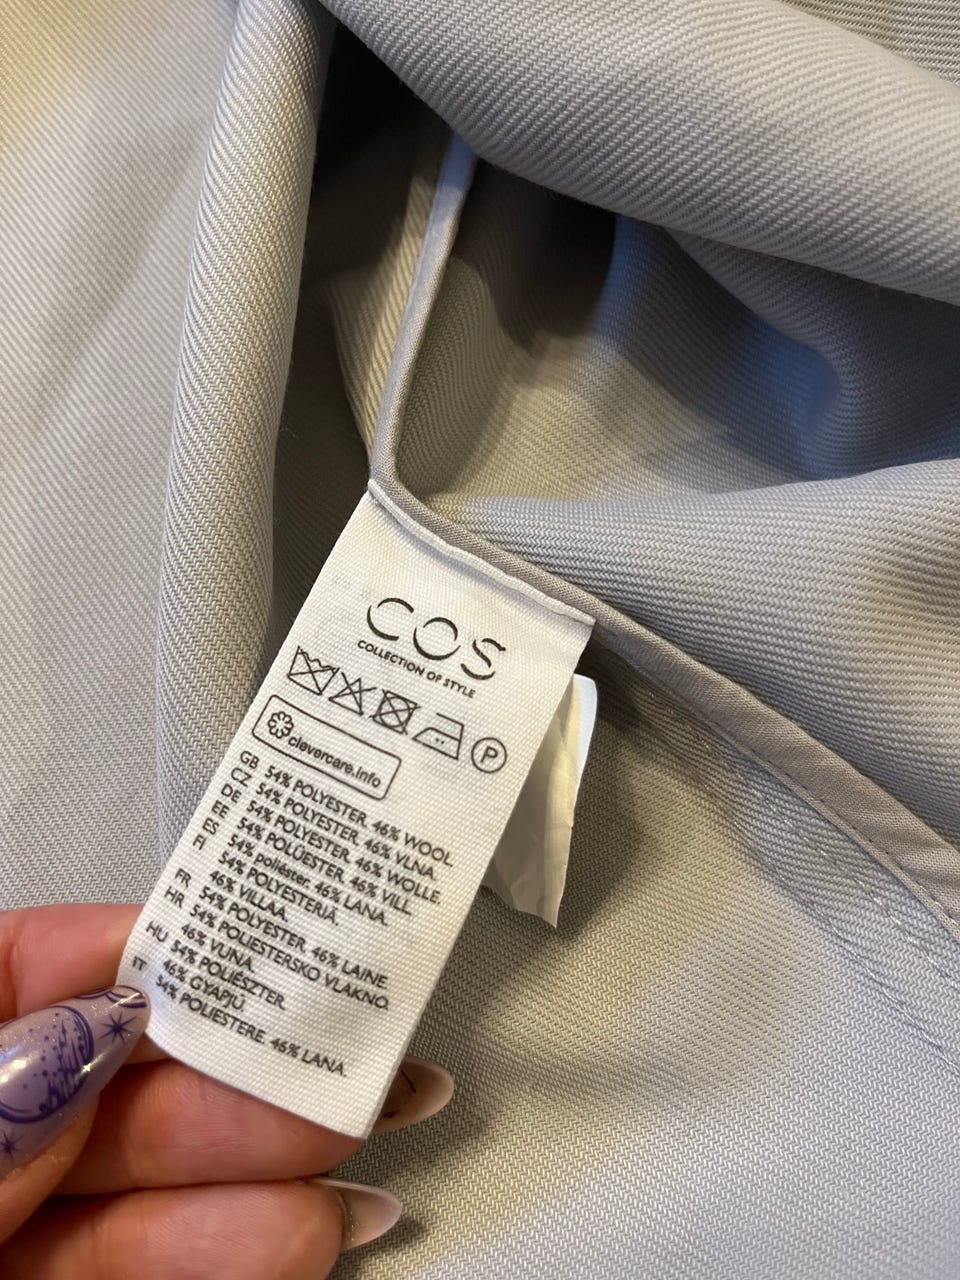 COS
COLLECTION OF STYLE
P
clevercare.info
GB 54% POLYESTER. 46% WOOL
CZ 54% POLYESTER. 46% VLNA.
DE 54% POLYESTER. 46% WOLLE.
EE 54% POLÜESTER. 46% VILL.
ES 54% poliéster. 46% LANA.
FI 54% POLYESTERIÄ.
46% VILLAA.
FR 54% POLYESTER. 46% LAINE.
HR 54% POLIESTERSKO VLAKNO.
46% VUNA.
HU 54% POLIÉSZTER.
46% GYAPJÚ.
IT 54% POLIESTERE. 46% LANA.